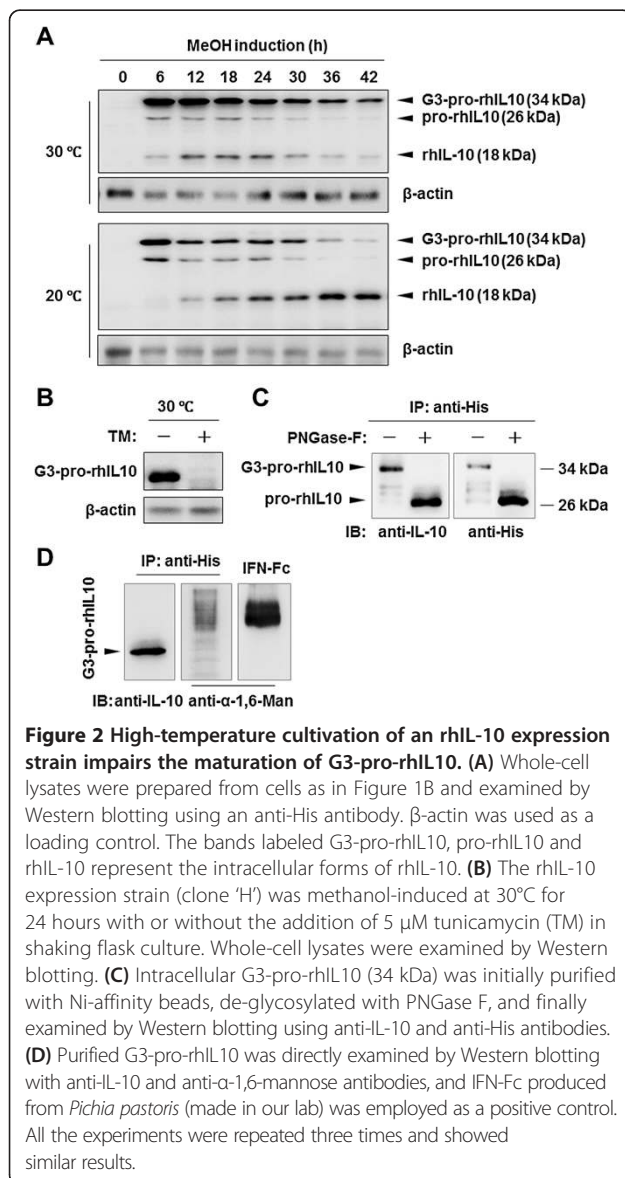 A
MeOH induction (h)
0 6 12 18 24 30 36 42
G3-pro-rhIL10 (34 kDa)
pro-rhIL10 (26 kDa)
30 ºC
rhIL-10 (18 kDa)
β-actin
G3-pro-rhIL10 (34 kDa)
pro-rhIL10 (26 kDa)
20 ºC
rhIL-10 (18 kDa)
β-actin
B
30 ºC
TM: − +
G3-pro-rhIL10
β-actin
C
IP: anti-His
PNGase-F: − + − +
G3-pro-rhIL10
34 kDa
pro-rhIL10
26 kDa
IB: anti-IL-10 anti-His
D
IP: anti-His IFN-Fc
G3-pro-rhIL10
IB: anti-IL-10 anti-α-1,6-Man
Figure 2 High-temperature cultivation of an rhIL-10 expression
strain impairs the maturation of G3-pro-rhIL10. (A) Whole-cell
lysates were prepared from cells as in Figure 1B and examined by
Western blotting using an anti-His antibody. β-actin was used as a
loading control. The bands labeled G3-pro-rhIL10, pro-rhIL10 and
rhIL-10 represent the intracellular forms of rhIL-10. (B) The rhIL-10
expression strain (clone ‘H’) was methanol-induced at 30°C for
24 hours with or without the addition of 5 μM tunicamycin (TM) in
shaking flask culture. Whole-cell lysates were examined by Western
blotting. (C) Intracellular G3-pro-rhIL10 (34 kDa) was initially purified
with Ni-affinity beads, de-glycosylated with PNGase F, and finally
examined by Western blotting using anti-IL-10 and anti-His antibodies.
(D) Purified G3-pro-rhIL10 was directly examined by Western blotting
with anti-IL-10 and anti-α-1,6-mannose antibodies, and IFN-Fc produced
from Pichia pastoris (made in our lab) was employed as a positive control.
All the experiments were repeated three times and showed
similar results.